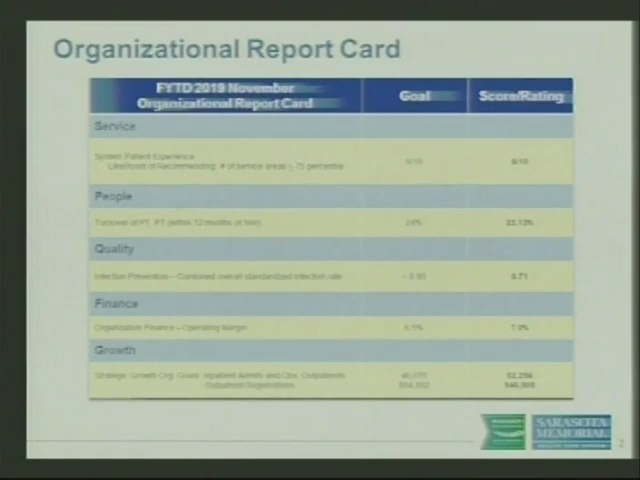 Organizational Report Card
FYTD 2019 November
Organizational Report Card
Goal
Score/Rating
Service
System Patient Experience
Likelihood of Recommending: # of service areas ≥ 75 percentile
People
Turnover of FT, PT (within 12 months of hire)
24%
22.12%
Quality
Infection Prevention – Combined overall standardized infection rate
0.71
Finance
Organization Finance – Operating Margin
7.0%
Growth
Strategic Growth Org. Goals: Inpatient Admits and Obs. Outpatients
Outpatient Registrations
SARASOTA
MEMORIAL
2